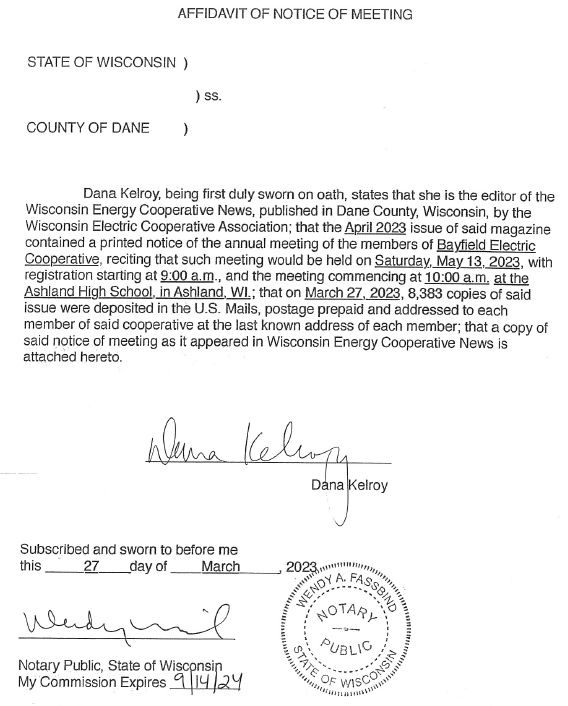 AFFIDAVIT OF NOTICE OF MEETING
STATE OF WISCONSIN )
) ss.
COUNTY OF DANE )
Dana Kelroy, being first duly sworn on oath, states that she is the editor of the
Wisconsin Energy Cooperative News, published in Dane County, Wisconsin, by the
Wisconsin Electric Cooperative Association; that the April 2023 issue of said magazine
contained a printed notice of the annual meeting of the members of Bayfield Electric
Cooperative, reciting that such meeting would be held on Saturday, May 13, 2023, with
registration starting at 9:00 a.m., and the meeting commencing at 10:00 a.m. at the
Ashland High School, in Ashland, WI.; that on March 27, 2023, 8,383 copies of said
issue were deposited in the U.S. Mails, postage prepaid and addressed to each
member of said cooperative at the last known address of each member; that a copy of
said notice of meeting as it appeared in Wisconsin Energy Cooperative News is
attached hereto.
Dana Kelroy
Dana Kelroy
Subscribed and sworn to before me
this 27 day of March, 2023.
WENDY A. FASSBIND
NOTARY
PUBLIC
STATE OF WISCONSIN
Notary Public, State of Wisconsin
My Commission Expires 9/14/24